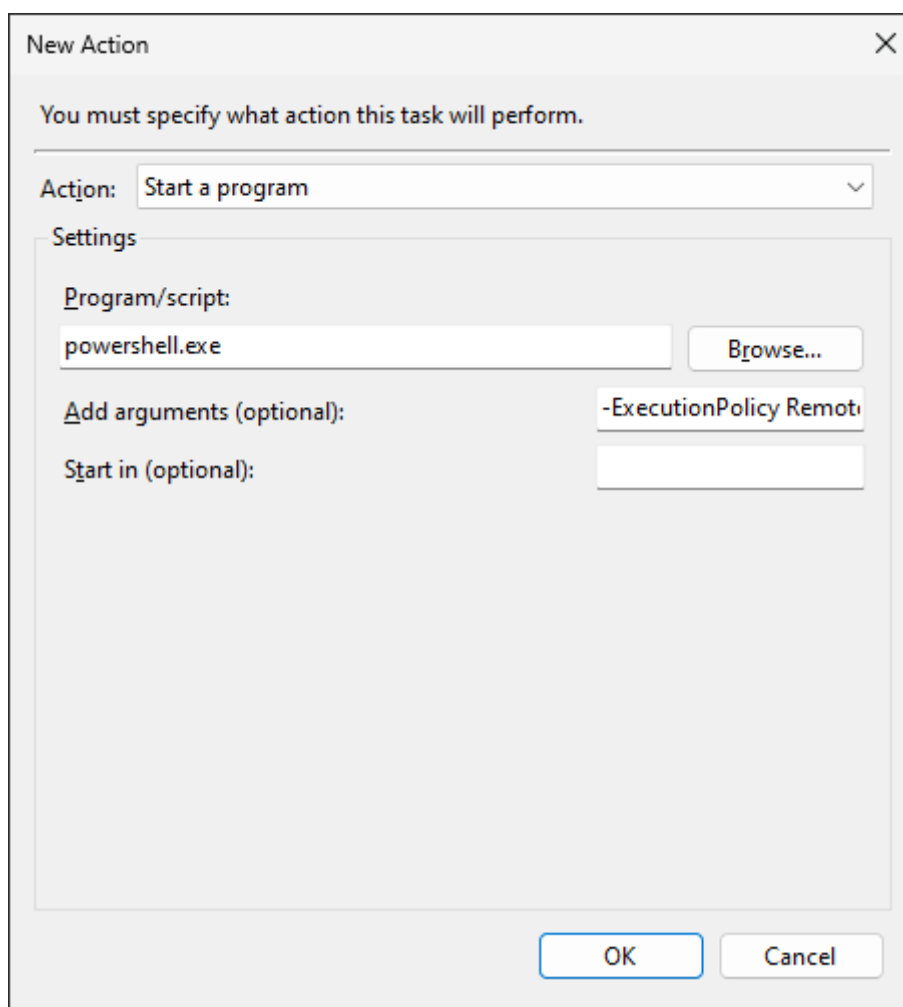 New Action
You must specify what action this task will perform.
Action: Start a program
Settings
Program/script:
powershell.exe Browse...
Add arguments (optional): -ExecutionPolicy Remot
Start in (optional):
OK Cancel